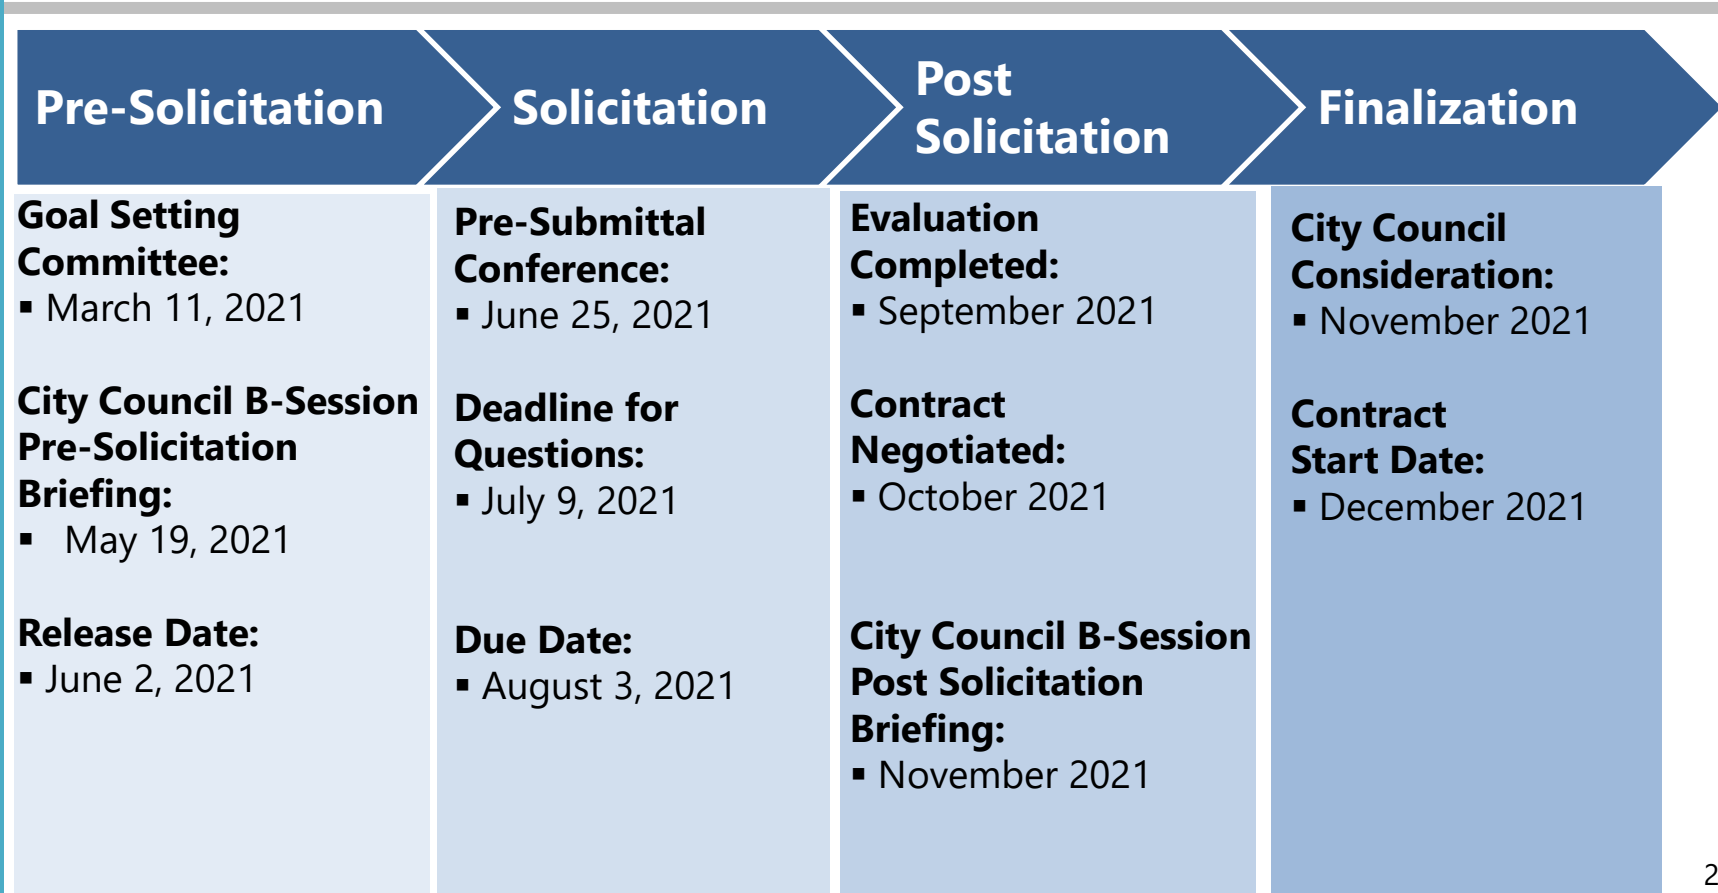 Pre-Solicitation
Solicitation
Post
Solicitation
Finalization
Goal Setting
Committee:
▪ March 11, 2021
City Council B-Session
Pre-Solicitation
Briefing:
▪ May 19, 2021
Release Date:
▪ June 2, 2021
Pre-Submittal
Conference:
▪ June 25, 2021
Deadline for
Questions:
▪ July 9, 2021
Due Date:
▪ August 3, 2021
Evaluation
Completed:
▪ September 2021
Contract
Negotiated:
▪ October 2021
City Council B-Session
Post Solicitation
Briefing:
▪ November 2021
City Council
Consideration:
▪ November 2021
Contract
Start Date:
▪ December 2021
2